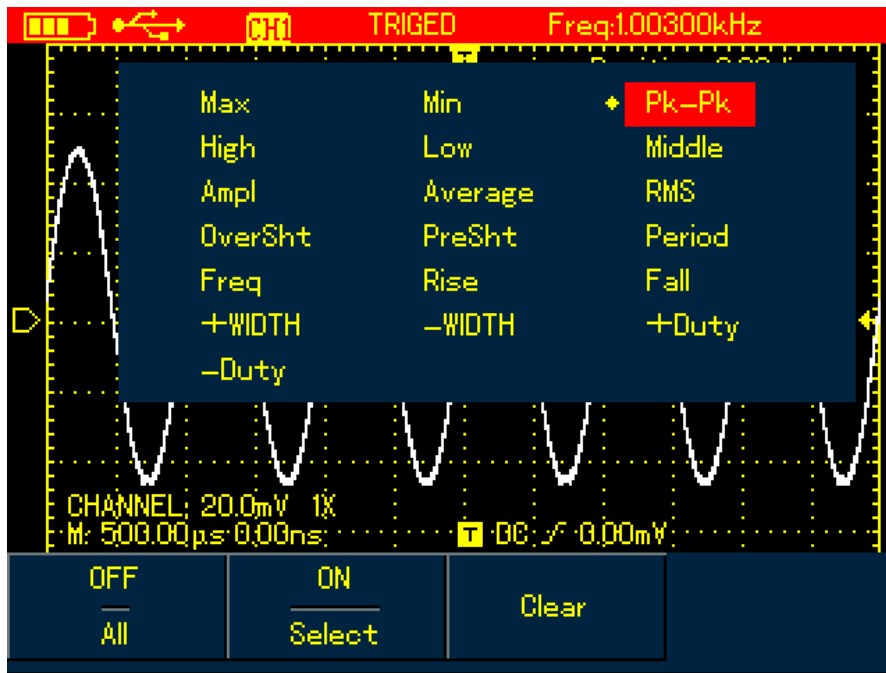 CH1 TRIGED Freq:1.00300kHz
T
Max Min Pk-Pk
High Low Middle
Ampl Average RMS
OverSht PreSht Period
Freq Rise Fall
+WIDTH -WIDTH +Duty
-Duty
CHANNEL: 20.0mV 1X
M: 500.00µs 0.00ns T DC 0.00mV
OFF ON Clear
All Select